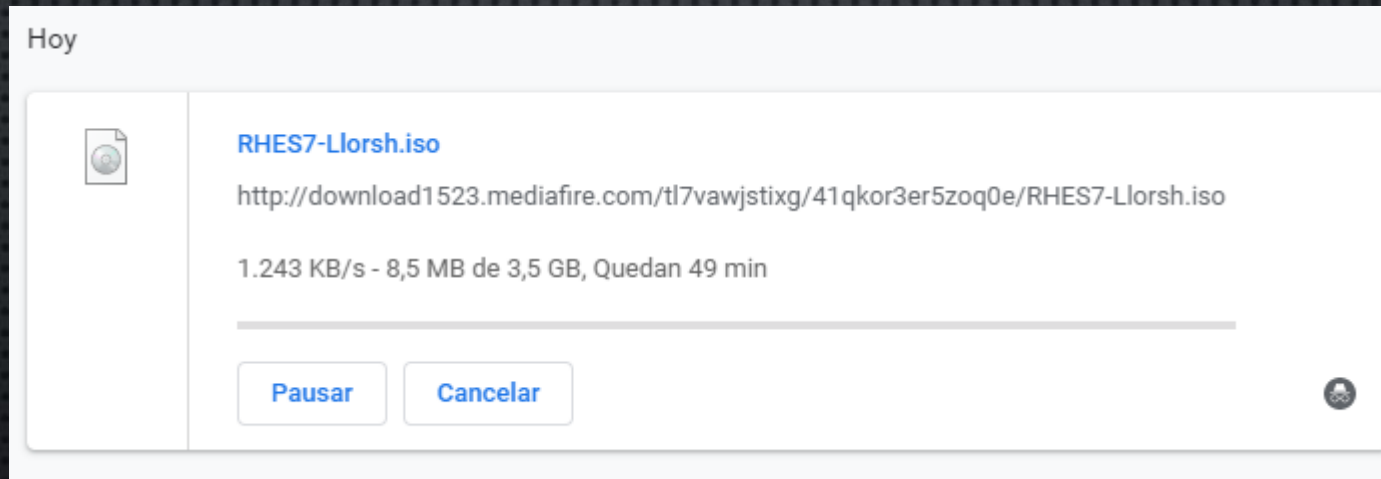 Hoy
RHES7-Llorsh.iso
http://download1523.mediafire.com/tl7vawjstixg/41qkor3er5zoq0e/RHES7-Llorsh.iso
1.243 KB/s - 8,5 MB de 3,5 GB, Quedan 49 min
Pausar Cancelar